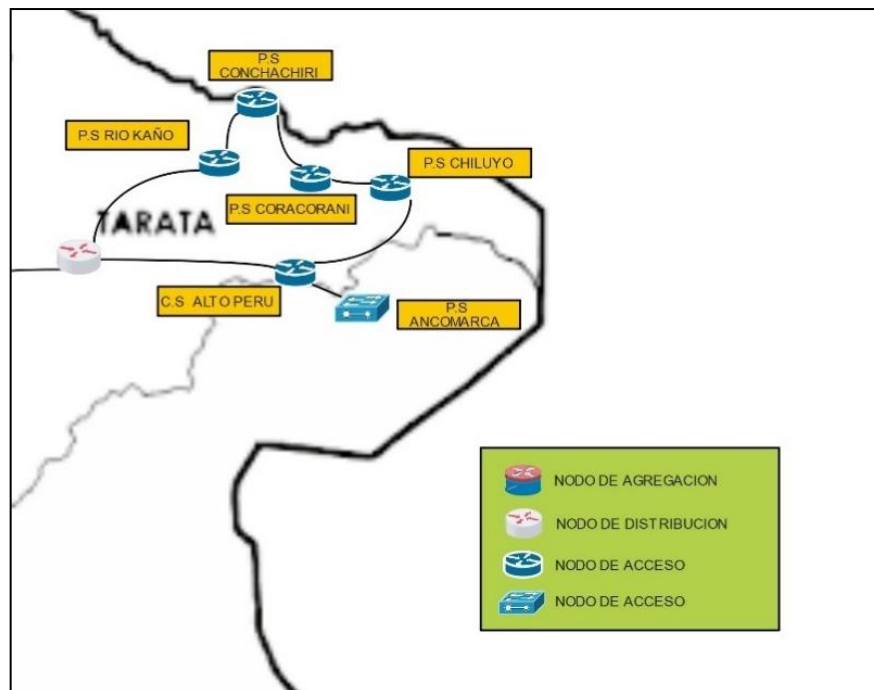 P.S
CONCHACHIRI
P.S RIO KAÑO
P.S CHILUYO
P.S CORACORANI
TARATA
C.S  ALTO PERU
P.S
ANCOMARCA
NODO DE AGREGACION
NODO DE DISTRIBUCION
NODO DE ACCESO
NODO DE ACCESO